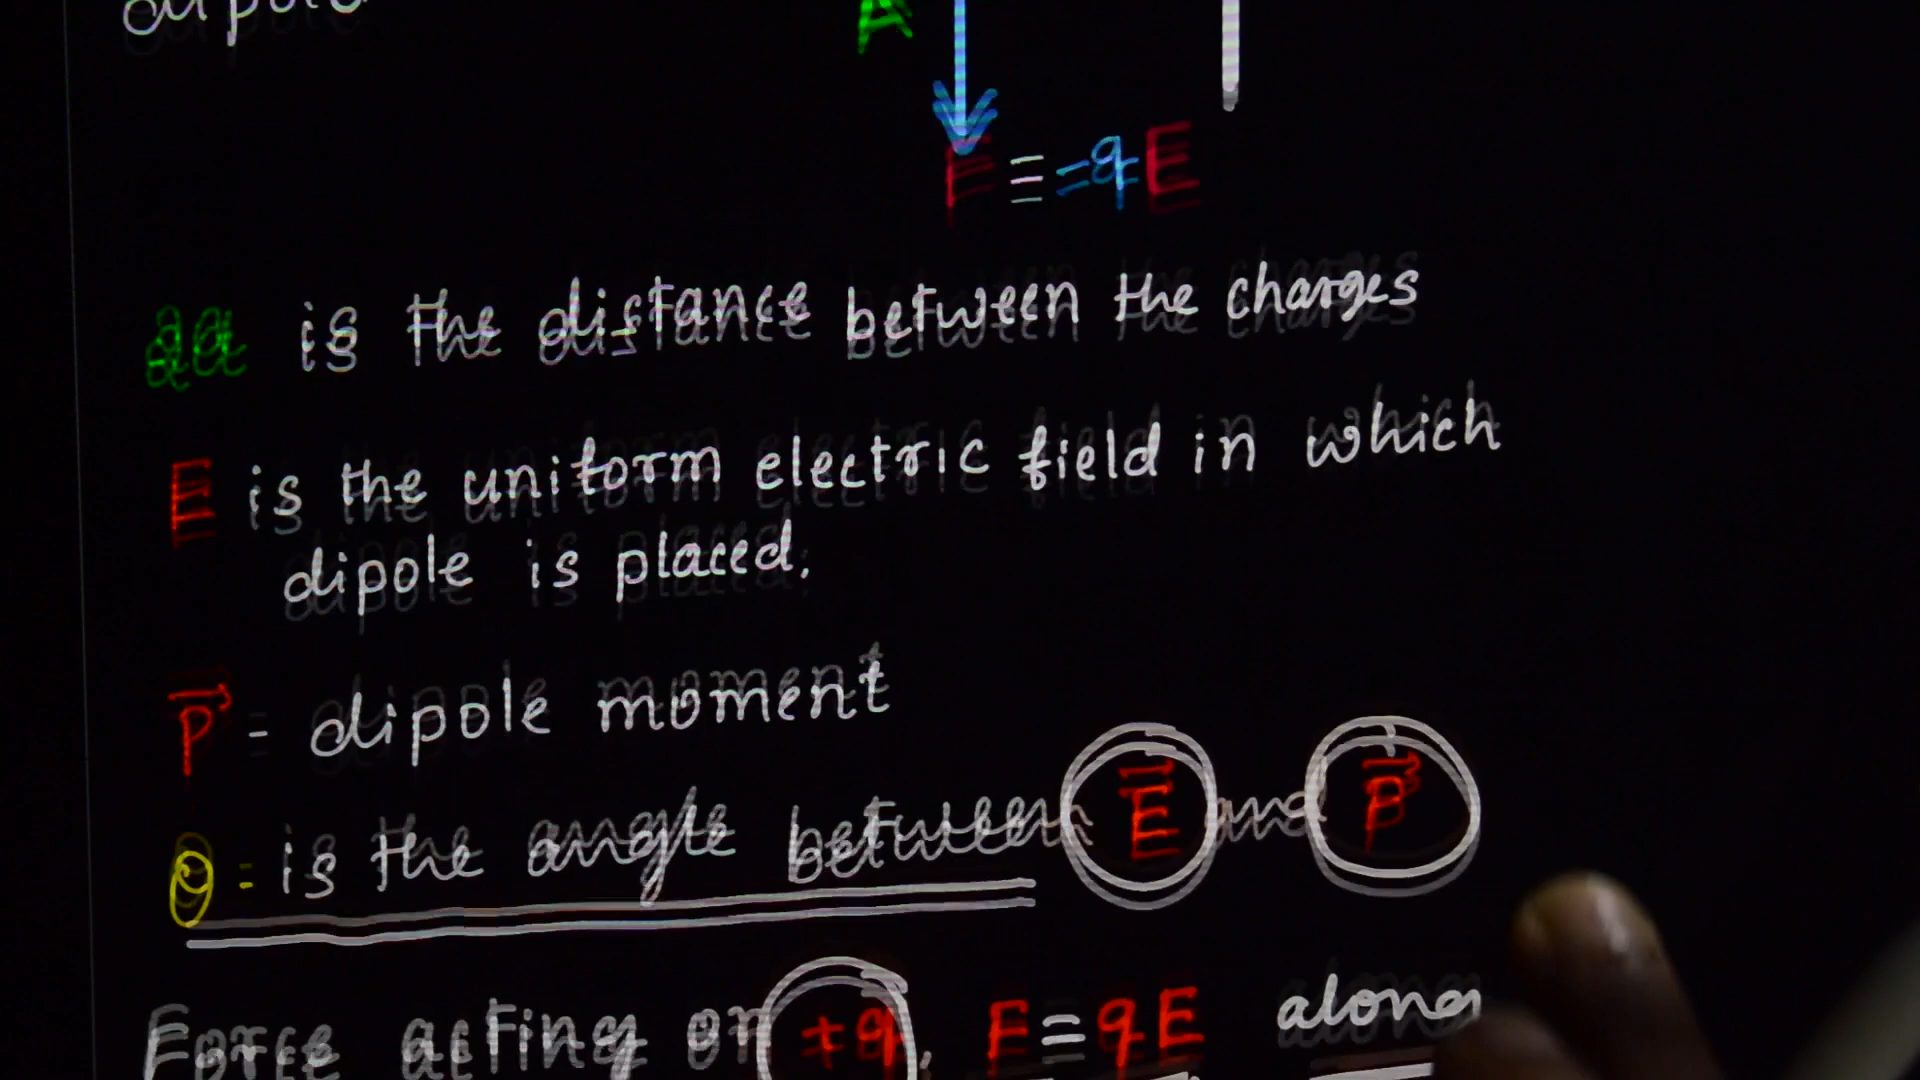 dipole
A
F = -qE
2a is the distance between the charges
E is the uniform electric field in which
dipole is placed.
P⃗ = dipole moment
θ = is the angle between E⃗ and P⃗
Force acting on +q, F = qE along